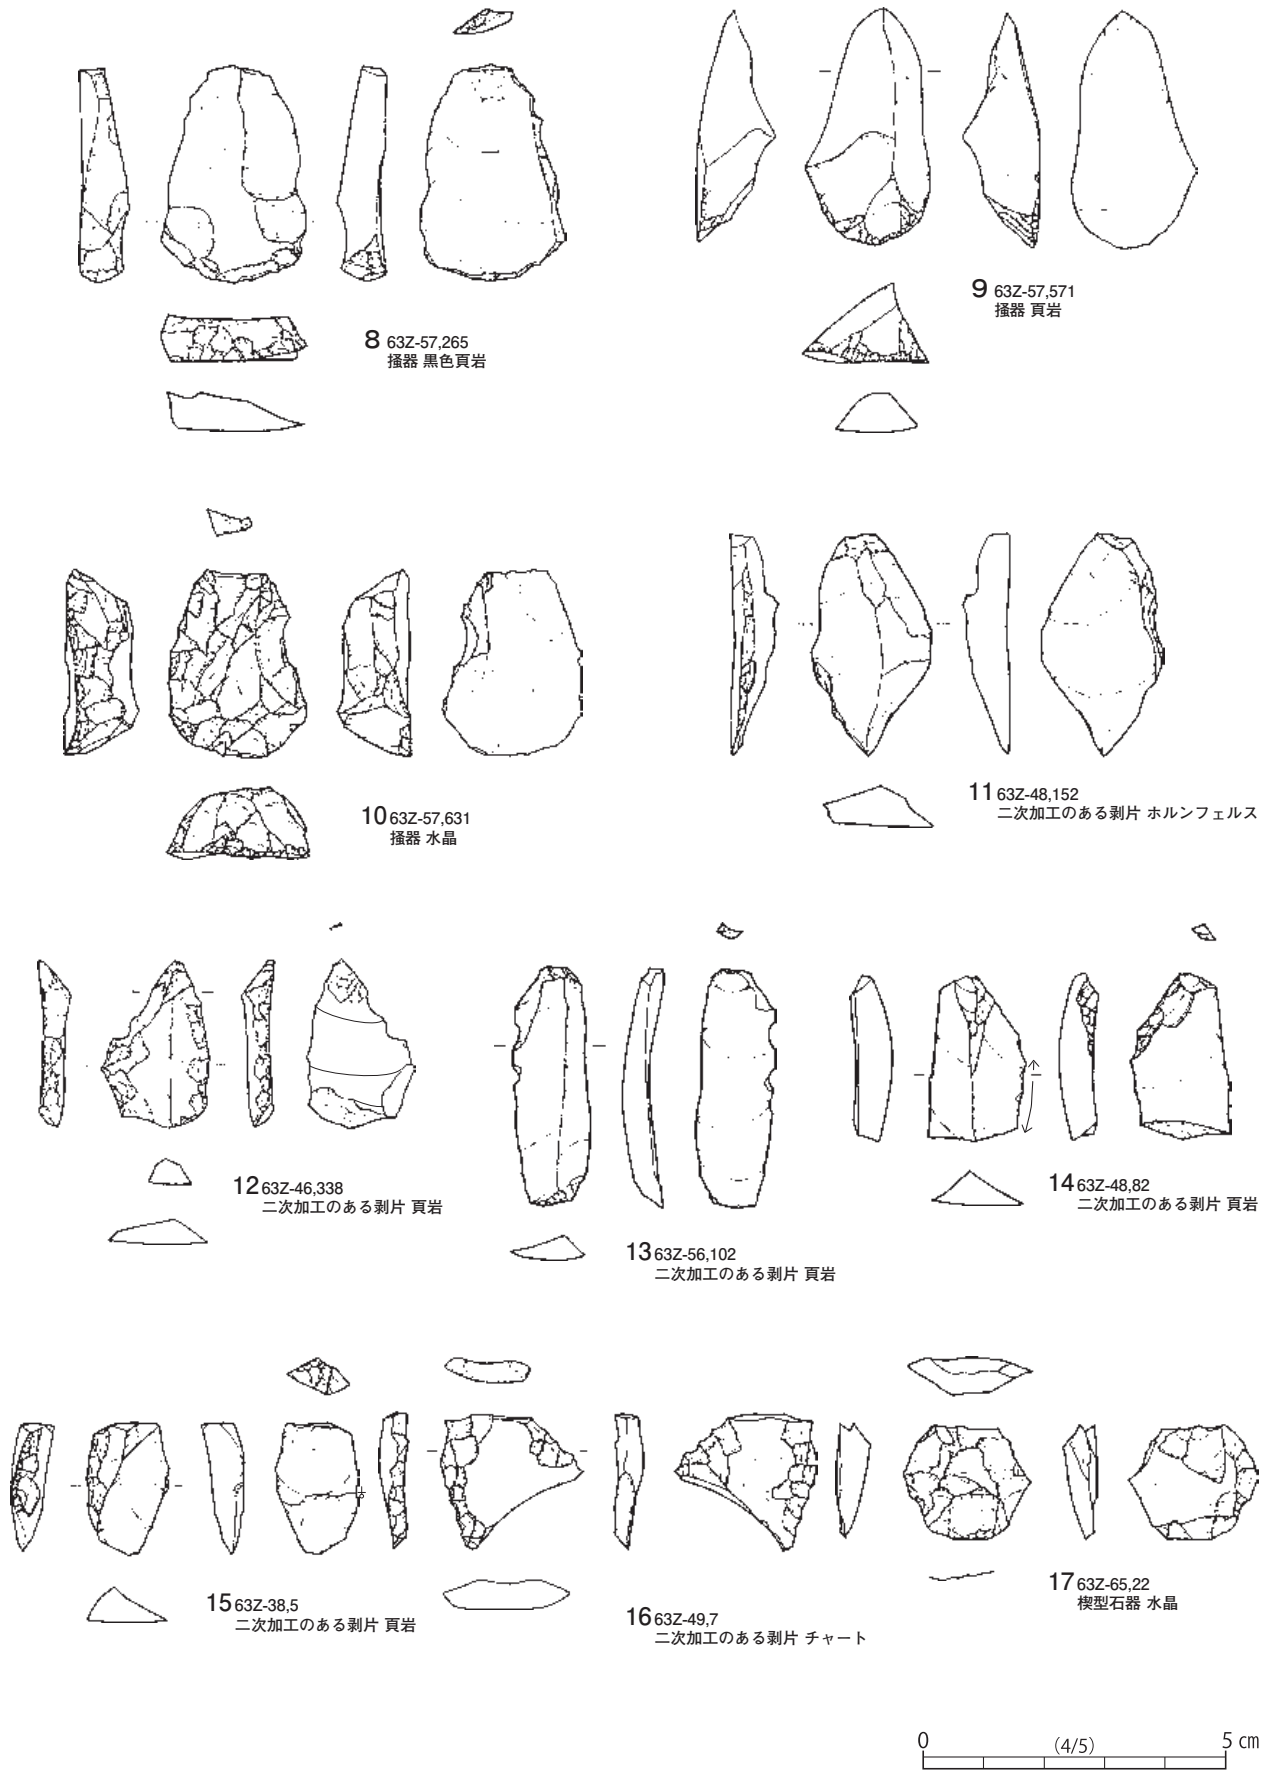 8 63Z-57,265
掻器 黒色頁岩
9 63Z-57,571
掻器 頁岩
10 63Z-57,631
掻器 水晶
11 63Z-48,152
二次加工のある剥片 ホルンフェルス
12 63Z-46,338
二次加工のある剥片 頁岩
13 63Z-56,102
二次加工のある剥片 頁岩
14 63Z-48,82
二次加工のある剥片 頁岩
15 63Z-38,5
二次加工のある剥片 頁岩
16 63Z-49,7
二次加工のある剥片 チャート
17 63Z-65,22
楔型石器 水晶
0 (4/5) 5 cm